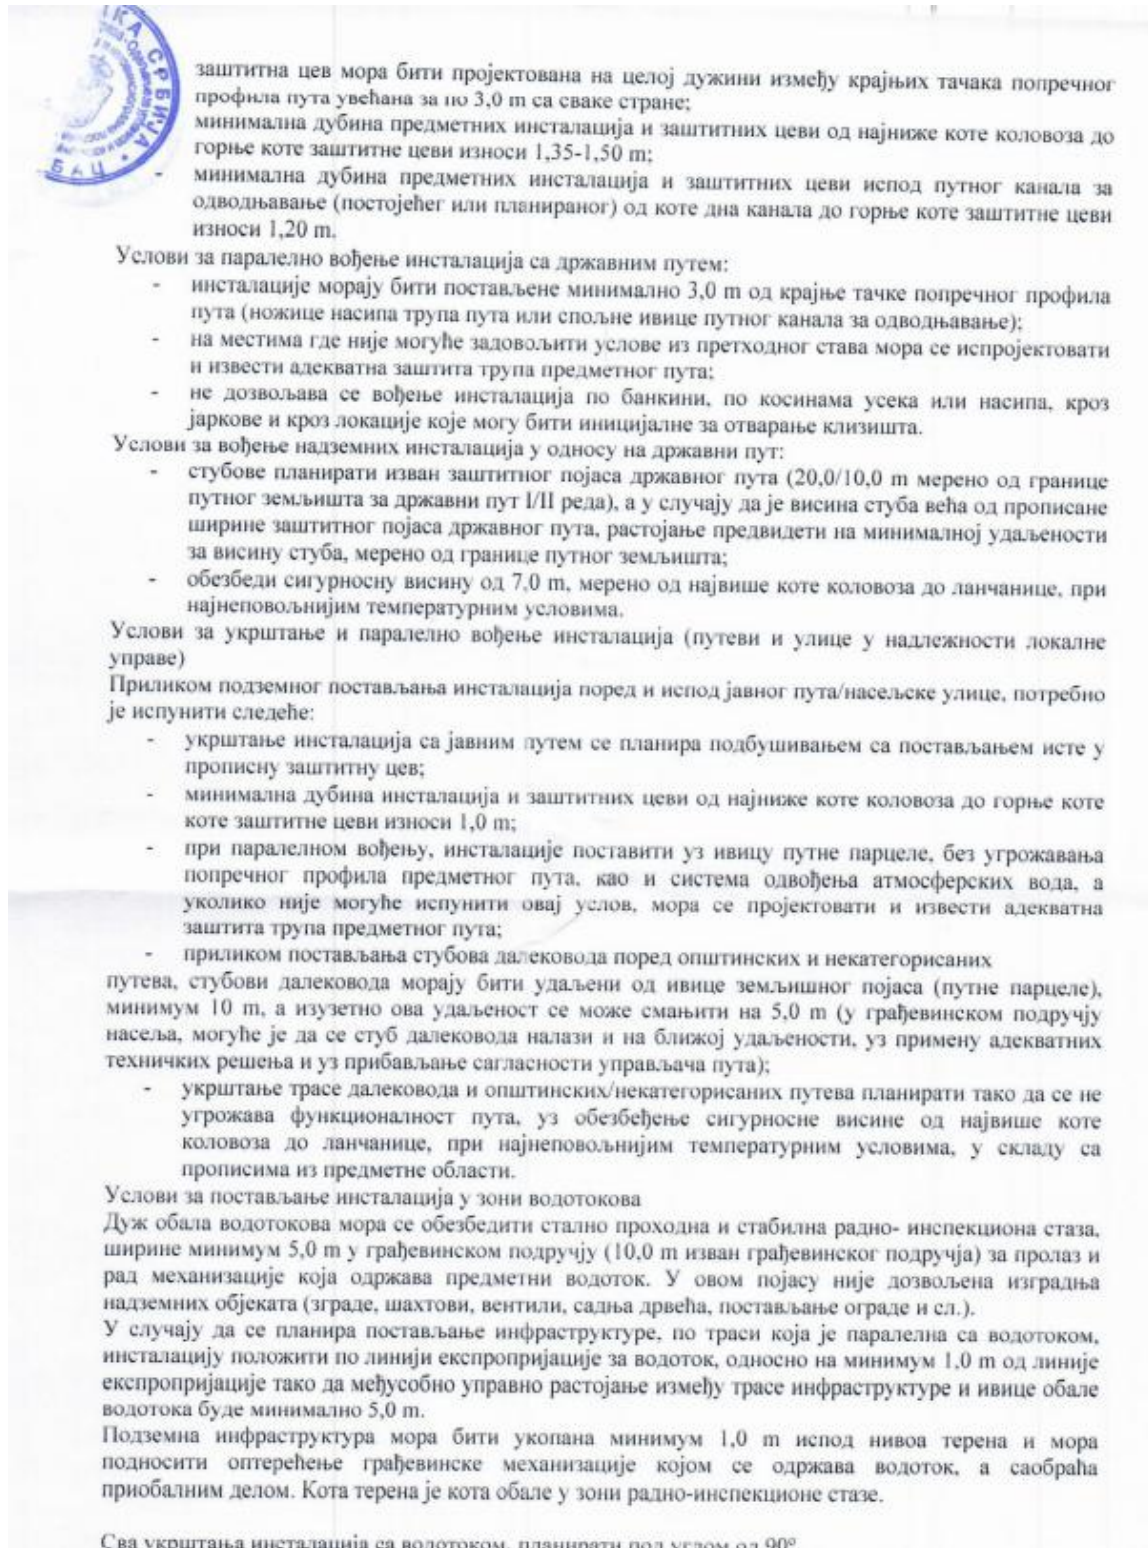 КА СРБИЈА
БАЦ
заштитна цев мора бити пројектована на целој дужини између крајњих тачака попречног
профила пута увећана за по 3,0 m са сваке стране;
минимална дубина предметних инсталација и заштитних цеви од најниже коте коловоза до
горње коте заштитне цеви износи 1,35-1,50 m;
- минимална дубина предметних инсталација и заштитних цеви испод путног канала за
одводњавање (постојећег или планираног) од коте дна канала до горње коте заштитне цеви
износи 1,20 m.
Услови за паралелно вођење инсталација са државним путем:
- инсталације морају бити постављене минимално 3,0 m од крајње тачке попречног профила
пута (ножице насипа трупа пута или спољне ивице путног канала за одводњавање);
- на местима где није могуће задовољити услове из претходног става мора се испројектовати
и извести адекватна заштита трупа предметног пута;
- не дозвољава се вођење инсталација по банкини, по косинама усека или насипа, кроз
јаркове и кроз локације које могу бити иницијалне за отварање клизишта.
Услови за вођење надземних инсталација у односу на државни пут:
- стубове планирати изван заштитног појаса државног пута (20,0/10,0 m мерено од границе
путног земљишта за државни пут I/II реда), а у случају да је висина стуба већа од прописане
ширине заштитног појаса државног пута, растојање предвидети на минималној удаљености
за висину стуба, мерено од границе путног земљишта;
- обезбеди сигурносну висину од 7,0 m, мерено од највише коте коловоза до ланчанице, при
најнеповољнијим температурним условима.
Услови за укрштање и паралелно вођење инсталација (путеви и улице у надлежности локалне
управе)
Приликом подземног постављања инсталација поред и испод јавног пута/насељске улице, потребно
је испунити следеће:
- укрштање инсталација са јавним путем се планира подбушивањем са постављањем исте у
прописну заштитну цев;
- минимална дубина инсталација и заштитних цеви од најниже коте коловоза до горње коте
коте заштитне цеви износи 1,0 m;
- при паралелном вођењу, инсталације поставити уз ивицу путне парцеле, без угрожавања
попречног профила предметног пута, као и система одвођења атмосферских вода, а
уколико није могуће испунити овај услов, мора се пројектовати и извести адекватна
заштита трупа предметног пута;
- приликом постављања стубова далековода поред општинских и некатегорисаних
путева, стубови далековода морају бити удаљени од ивице земљишног појаса (путне парцеле),
минимум 10 m, а изузетно ова удаљеност се може смањити на 5,0 m (у грађевинском подручју
насеља, могуће је да се стуб далековода налази и на ближој удаљености, уз примену адекватних
техничких решења и уз прибављање сагласности управљача пута);
- укрштање трасе далековода и општинских/некатегорисаних путева планирати тако да се не
угрожава функционалност пута, уз обезбеђење сигурносне висине од највише коте
коловоза до ланчанице, при најнеповољнијим температурним условима, у складу са
прописима из предметне области.
Услови за постављање инсталација у зони водотокова
Дуж обала водотокова мора се обезбедити стално проходна и стабилна радно- инспекциона стаза,
ширине минимум 5,0 m у грађевинском подручју (10,0 m изван грађевинског подручја) за пролаз и
рад механизације која одржава предметни водоток. У овом појасу није дозвољена изградња
надземних објеката (зграде, шахтови, вентили, садња дрвећа, постављање ограде и сл.).
У случају да се планира постављање инфраструктуре, по траси која је паралелна са водотоком,
инсталацију положити по линији експропријације за водоток, односно на минимум 1,0 m од линије
експропријације тако да међусобно управно растојање између трасе инфраструктуре и ивице обале
водотока буде минимално 5,0 m.
Подземна инфраструктура мора бити укопана минимум 1,0 m испод нивоа терена и мора
подносити оптерећење грађевинске механизације којом се одржава водоток, а саобраћа
приобалним делом. Кота терена је кота обале у зони радно-инспекционе стазе.
Сва укрштања инсталација са водотоком, планирати под углом од 90°